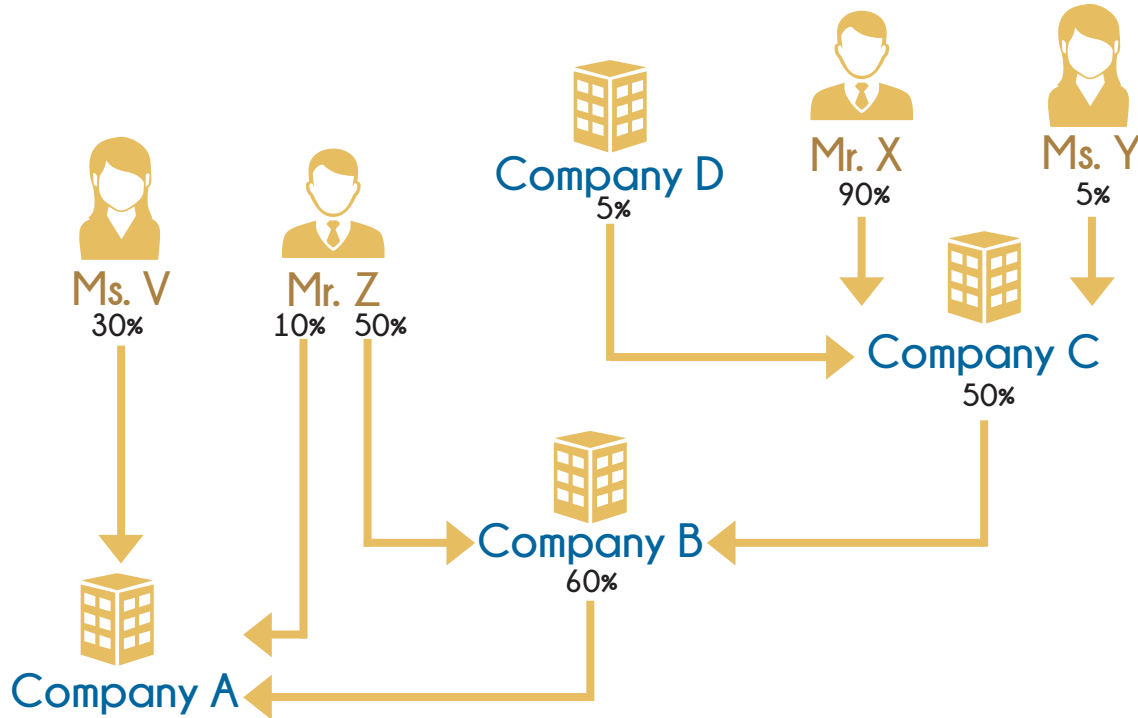 Company D
5%
Mr. X
90%
Ms. Y
5%
Ms. V
30%
Mr. Z
10% 50%
Company C
50%
Company B
60%
Company A